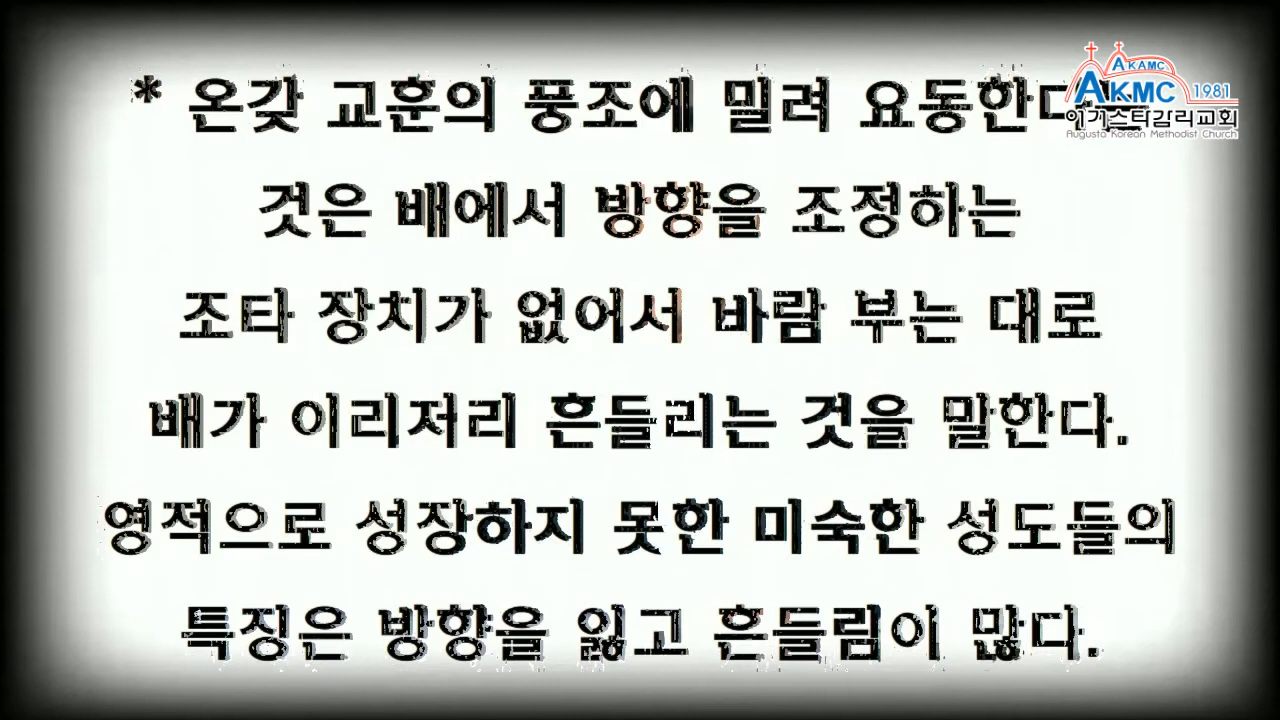 * 온갖 교훈의 풍조에 밀려 요동한다는
것은 배에서 방향을 조정하는
조타 장치가 없어서 바람 부는 대로
배가 이리저리 흔들리는 것을 말한다.
영적으로 성장하지 못한 미숙한 성도들의
특징은 방향을 잃고 흔들림이 많다.
AKAMC
AKMC 1981
어거스타감리교회
Augusta Korean Methodist Church